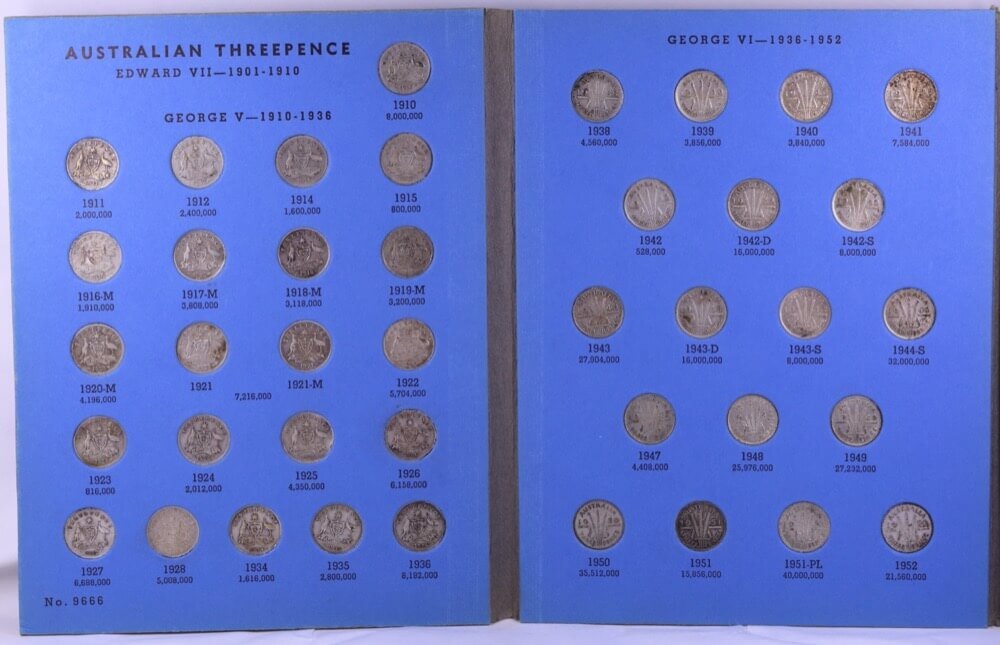 AUSTRALIAN THREEPENCE
EDWARD VII—1901-1910
1910
8,000,000
GEORGE V—1910-1936
1911 1912 1914 1915
2,000,000 2,400,000 1,600,000 800,000
1916-M 1917-M 1918-M 1919-M
1,910,000 3,808,000 3,118,000 3,200,000
1920-M 1921 1921-M 1922
4,196,000 7,216,000 5,704,000
1923 1924 1925 1926
816,000 2,012,000 4,350,000 6,158,000
1927 1928 1934 1935 1936
6,688,000 5,008,000 1,616,000 2,800,000 8,192,000
No. 9666
GEORGE VI—1936-1952
1938 1939 1940 1941
4,560,000 3,856,000 3,840,000 7,584,000
1942 1942-D 1942-S
528,000 16,000,000 8,000,000
1943 1943-D 1943-S 1944-S
27,904,000 16,000,000 8,000,000 32,000,000
1947 1948 1949
4,408,000 25,976,000 27,232,000
1950 1951 1951-PL 1952
35,512,000 15,856,000 40,000,000 21,560,000